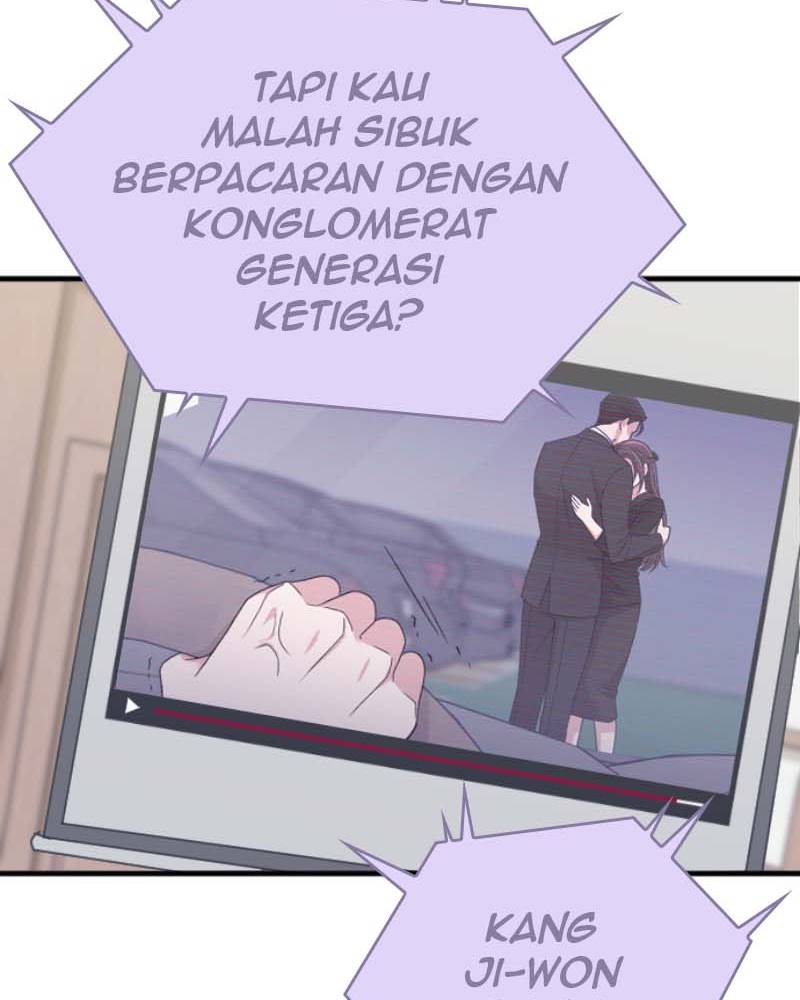 TAPI KAU
MALAH SIBUK
BERPACARAN DENGAN
KONGLOMERAT
GENERASI
KETIGA?
KANG
JI-WON